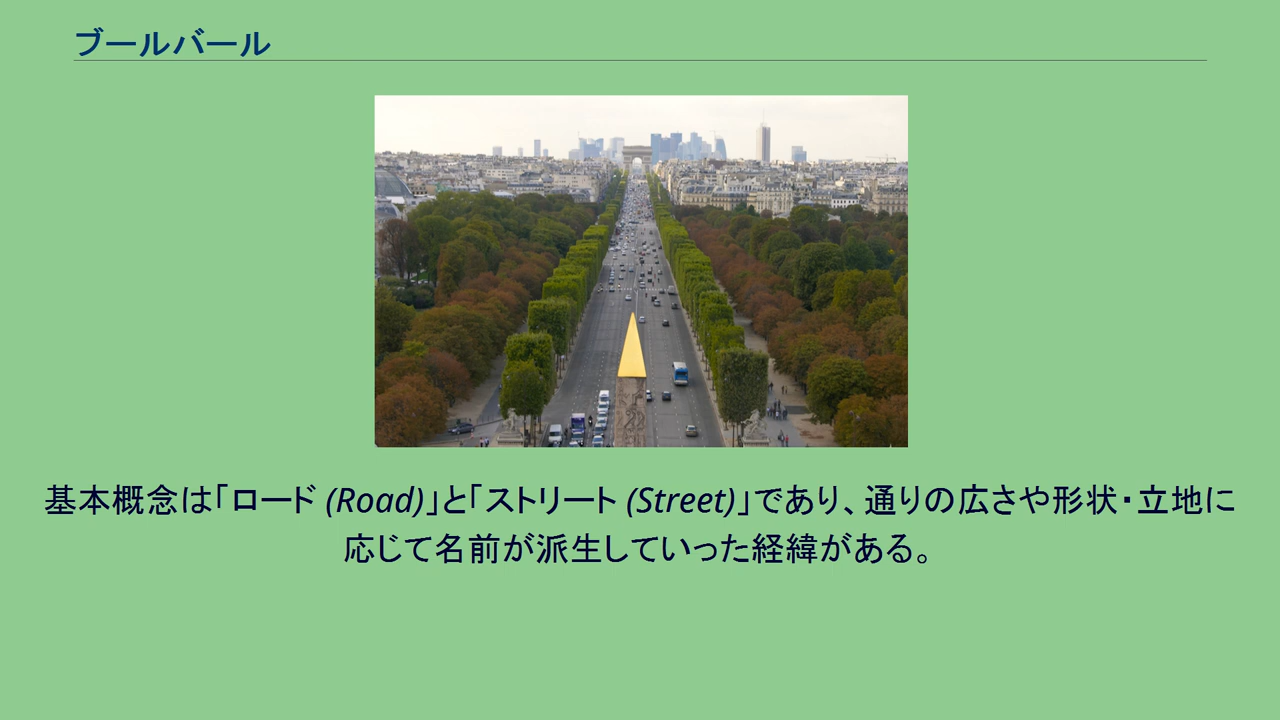 ブールバール
基本概念は「ロード (Road)」と「ストリート (Street)」であり、通りの広さや形状・立地に
応じて名前が派生していった経緯がある。